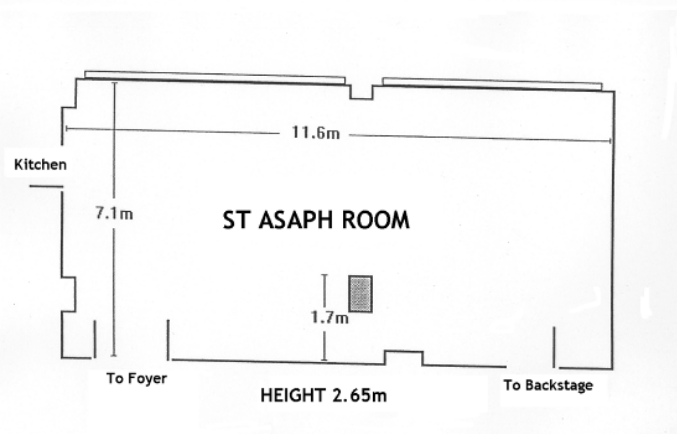 11.6m
Kitchen
7.1m
ST ASAPH ROOM
1.7m
To Foyer
To Backstage
HEIGHT 2.65m